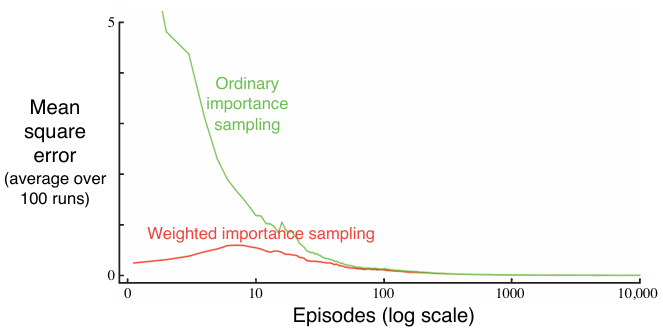 5
Ordinary
importance
sampling
Mean
square
error
(average over
100 runs)
Weighted importance sampling
0
0 10 100 1000 10,000
Episodes (log scale)